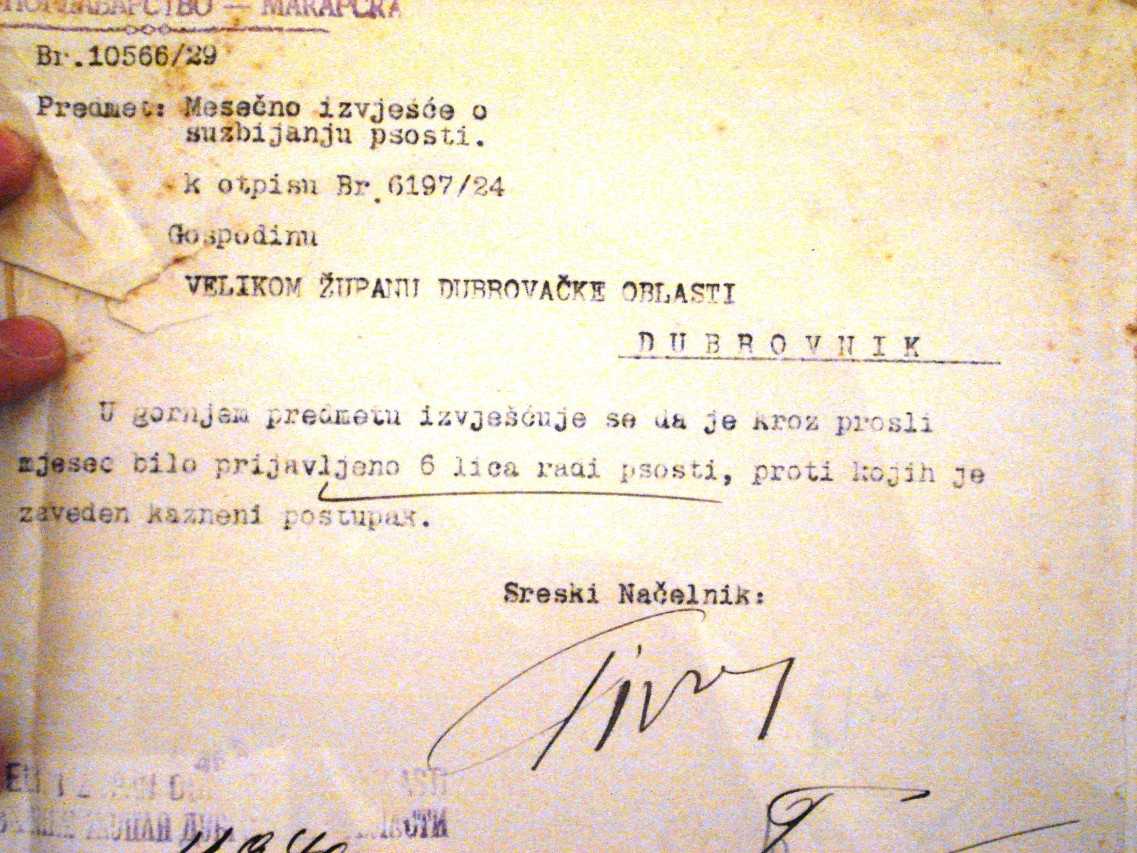 — МАКАРСКА
Br.10566/29
Predmet: Mesečno izvješće o
suzbijanju psosti.
k otpisu Br.6197/24
Gospodinu
VELIKOM ŽUPANU DUBROVAČKE OBLASTI
DUBROVNIK
U gornjem predmetu izvješćuje se da je kroz prosli
mjesec bilo prijavljeno 6 lica radi psosti, proti kojih je
zaveden kazneni postupak.
Sreski Načelnik: